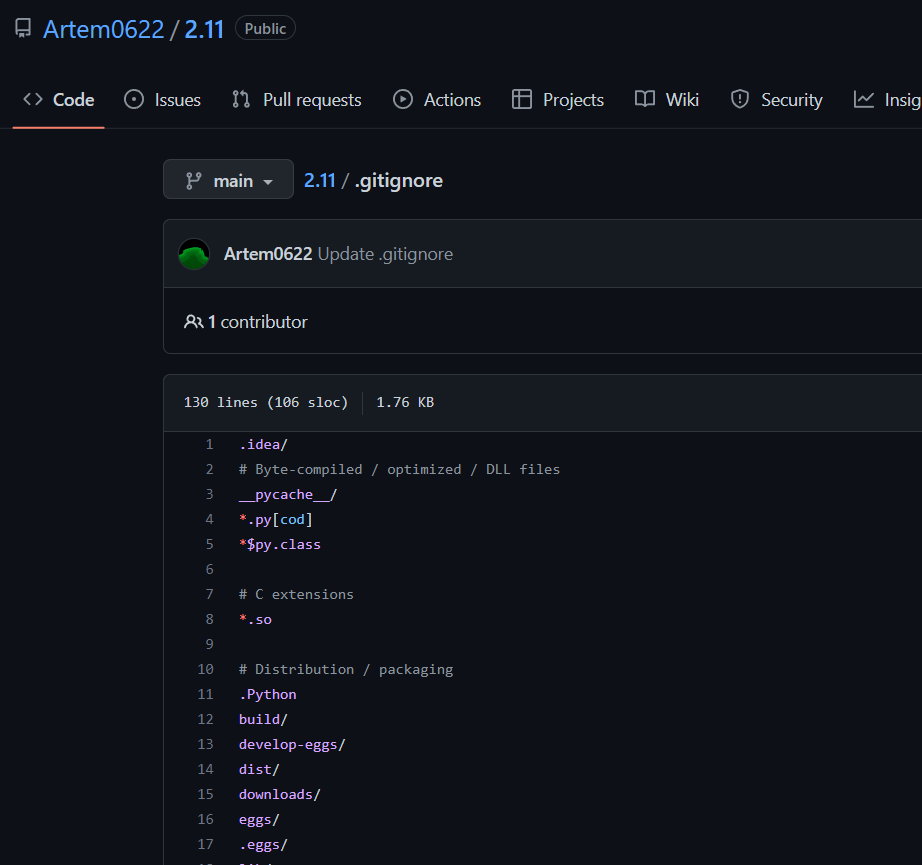 Artem0622 / 2.11 Public
Code Issues Pull requests Actions Projects Wiki Security Insig
main 2.11 / .gitignore
Artem0622 Update .gitignore
1 contributor
130 lines (106 sloc) 1.76 KB
1 .idea/
2 # Byte-compiled / optimized / DLL files
3 __pycache__/
4 *.py[cod]
5 *$py.class
6
7 # C extensions
8 *.so
9
10 # Distribution / packaging
11 .Python
12 build/
13 develop-eggs/
14 dist/
15 downloads/
16 eggs/
17 .eggs/